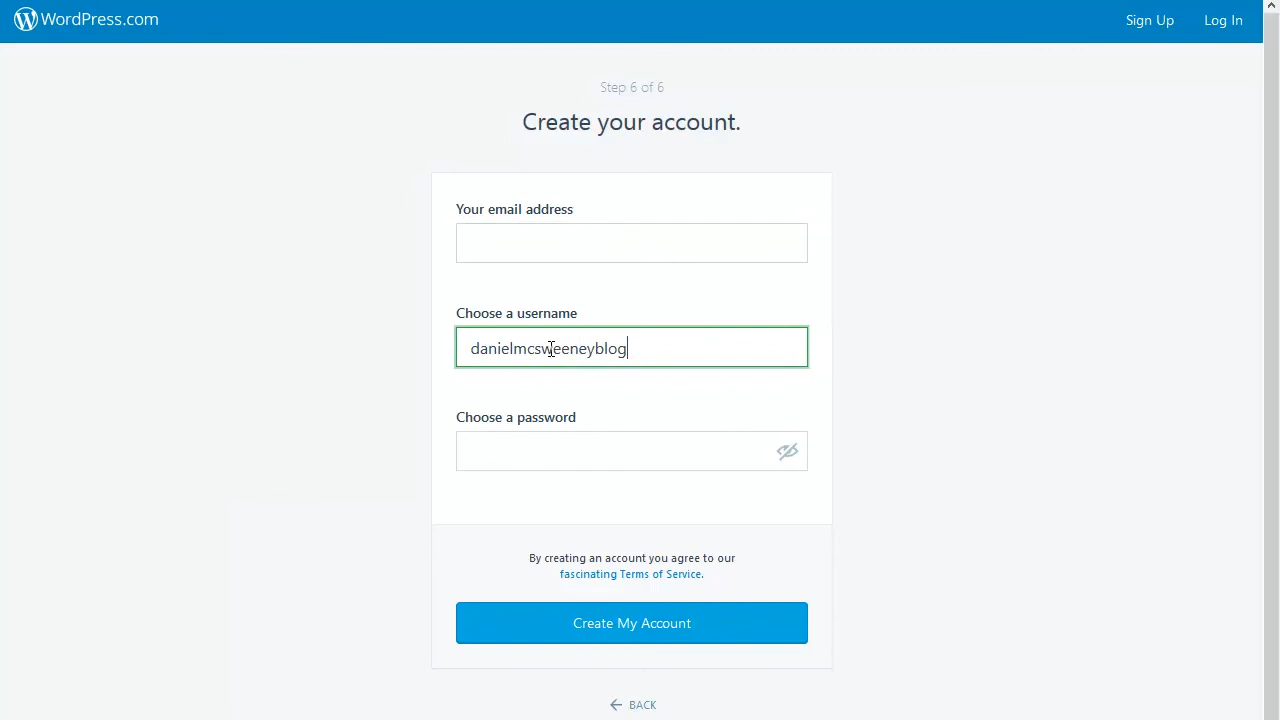 WordPress.com
Sign Up
Log In
Step 6 of 6
Create your account.
Your email address
Choose a username
danielmcsweeneyblog
Choose a password
By creating an account you agree to our
fascinating Terms of Service.
Create My Account
BACK